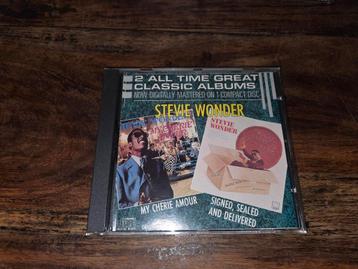 2 ALL TIME GREAT
CLASSIC ALBUMS
NOW DIGITALLY MASTERED ON 1 COMPACT DISC
STEVIE WONDER
STEVIE
WONDER
MY CHERIE AMOUR
SIGNED, SEALED
AND DELIVERED